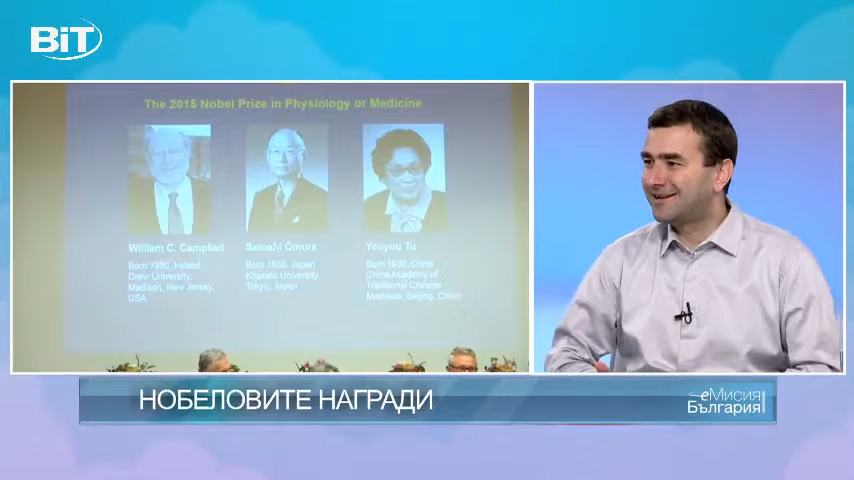 BiT
The 2015 Nobel Prize in Physiology or Medicine
William C. Campbell
Born 1930, Ireland
Drew University,
Madison, New Jersey,
USA
Satoshi Ōmura
Born 1935, Japan
Kitasato University,
Tokyo, Japan
Youyou Tu
Born 1930, China
China Academy of
Traditional Chinese
Medicine, Beijing, China
НОБЕЛОВИТЕ НАГРАДИ
еМисия
България